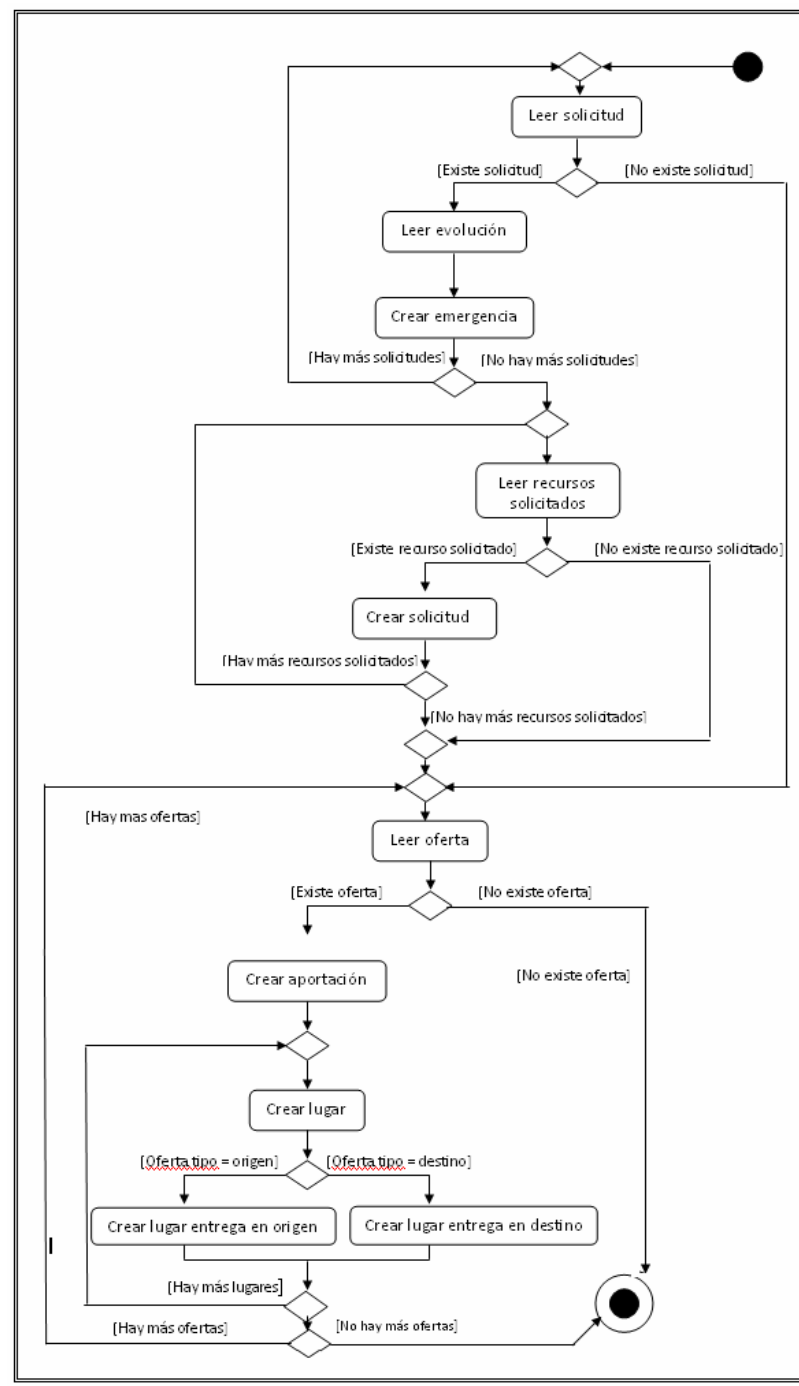 Leer solicitud
[Existe solicitud]
[No existe solicitud]
Leer evolución
Crear emergencia
[Hay más solicitudes]
[No hay más solicitudes]
Leer recursos
solicitados
[Existe recurso solicitado]
[No existe recurso solicitado]
Crear solicitud
[Hay más recursos solicitados]
[No hay más recursos solicitados]
[Hay mas ofertas]
Leer oferta
[Existe oferta]
[No existe oferta]
[No existe oferta]
Crear aportación
Crear lugar
[Oferta.tipo = origen]
[Oferta.tipo = destino]
Crear lugar entrega en origen
Crear lugar entrega en destino
[Hay más lugares]
[Hay más ofertas]
[No hay más ofertas]